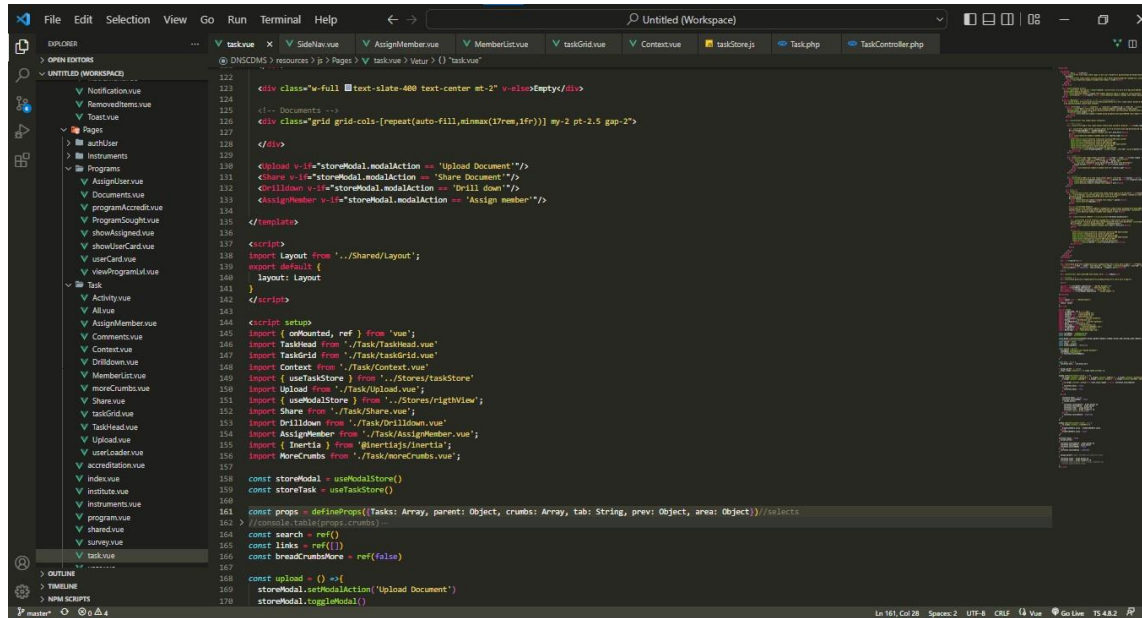 File Edit Selection View Go Run Terminal Help
Untitled (Workspace)
EXPLORER
task.vue
SideNav.vue
AssignMember.vue
MemberList.vue
taskGrid.vue
Context.vue
taskStore.js
Task.php
TaskController.php
DNSCDMS > resources > js > Pages > task.vue > Vetur > {} "task.vue"
OPEN EDITORS
UNTITLED (WORKSPACE)
Notification.vue
RemovedItems.vue
Toast.vue
Pages
authUser
Instruments
Programs
AssignUser.vue
Documents.vue
programAccredit.vue
ProgramSought.vue
showAssigned.vue
showUserCard.vue
userCard.vue
viewProgramLvl.vue
Task
Activity.vue
All.vue
AssignMember.vue
Comments.vue
Context.vue
Drilldown.vue
MemberList.vue
moreCrumbs.vue
Share.vue
taskGrid.vue
TaskHead.vue
Upload.vue
userLoader.vue
accreditation.vue
index.vue
institute.vue
instruments.vue
program.vue
shared.vue
survey.vue
task.vue
OUTLINE
TIMELINE
NPM SCRIPTS
122
123 <div class="w-full text-slate-400 text-center mt-2" v-else>Empty</div>
124
125 <!-- Documents -->
126 <div class="grid grid-cols-[repeat(auto-fill,minmax(17rem,1fr))] my-2 pt-2.5 gap-2">
127
128 </div>
129
130 <Upload v-if="storeModal.modalAction == 'Upload Document'"/>
131 <Share v-if="storeModal.modalAction == 'Share Document'"/>
132 <Drilldown v-if="storeModal.modalAction == 'Drill down'"/>
133 <AssignMember v-if="storeModal.modalAction == 'Assign member'"/>
134
135 </template>
136
137 <script>
138 import Layout from '../Shared/Layout';
139 export default {
140 layout: Layout
141 }
142 </script>
143
144 <script setup>
145 import { onMounted, ref } from 'vue';
146 import TaskHead from './Task/TaskHead.vue'
147 import TaskGrid from './Task/taskGrid.vue'
148 import Context from './Task/Context.vue'
149 import { useTaskStore } from '../Stores/taskStore'
150 import Upload from './Task/Upload.vue';
151 import { useModalStore } from '../Stores/rigthView';
152 import Share from './Task/Share.vue';
153 import Drilldown from './Task/Drilldown.vue'
154 import AssignMember from './Task/AssignMember.vue';
155 import { Inertia } from '@inertiajs/inertia';
156 import MoreCrumbs from './Task/moreCrumbs.vue';
157
158 const storeModal = useModalStore()
159 const storeTask = useTaskStore()
160
161 const props = defineProps({Tasks: Array, parent: Object, crumbs: Array, tab: String, prev: Object, area: Object})//selects
162 //console.table(props.crumbs)
164 const search = ref()
165 const links = ref([])
166 const breadCrumbsMore = ref(false)
167
168 const upload = () =>{
169 storeModal.setModalAction('Upload Document')
170 storeModal.toggleModal()
master* 0 4 Ln 161, Col 28 Spaces: 2 UTF-8 CRLF Vue Go Live TS 4.8.2